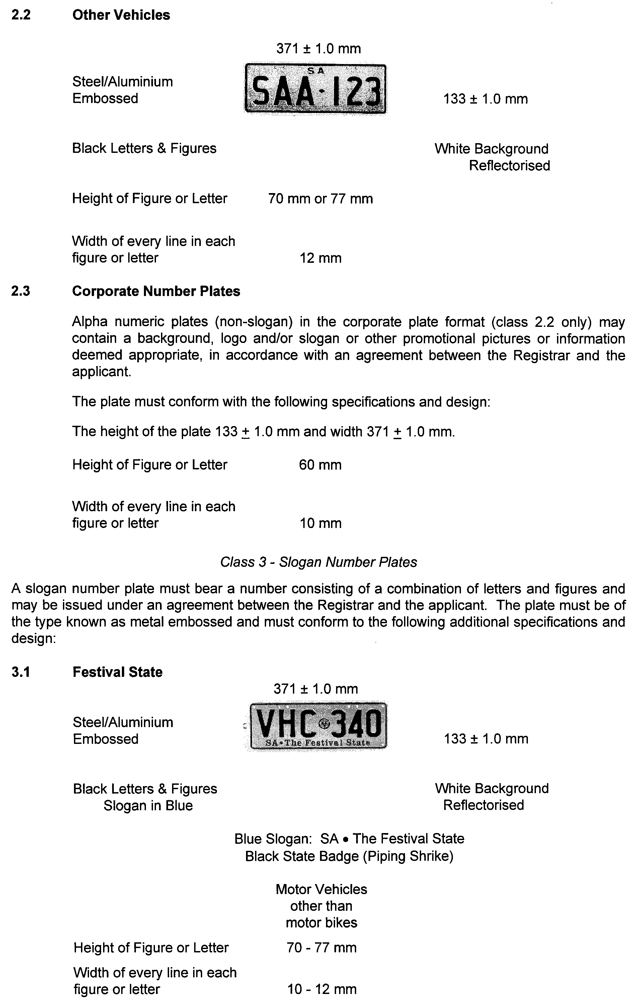 2.2 Other Vehicles
371 ± 1.0 mm
SA
SAA·123
Steel/Aluminium
Embossed
133 ± 1.0 mm
Black Letters & Figures
White Background
Reflectorised
Height of Figure or Letter 70 mm or 77 mm
Width of every line in each
figure or letter 12 mm
2.3 Corporate Number Plates
Alpha numeric plates (non-slogan) in the corporate plate format (class 2.2 only) may
contain a background, logo and/or slogan or other promotional pictures or information
deemed appropriate, in accordance with an agreement between the Registrar and the
applicant.
The plate must conform with the following specifications and design:
The height of the plate 133 ± 1.0 mm and width 371 ± 1.0 mm.
Height of Figure or Letter 60 mm
Width of every line in each
figure or letter 10 mm
Class 3 - Slogan Number Plates
A slogan number plate must bear a number consisting of a combination of letters and figures and
may be issued under an agreement between the Registrar and the applicant. The plate must be of
the type known as metal embossed and must conform to the following additional specifications and
design:
3.1 Festival State
371 ± 1.0 mm
VHC 340
SA•The Festival State
Steel/Aluminium
Embossed
133 ± 1.0 mm
Black Letters & Figures
Slogan in Blue
White Background
Reflectorised
Blue Slogan: SA • The Festival State
Black State Badge (Piping Shrike)
Motor Vehicles
other than
motor bikes
Height of Figure or Letter 70 - 77 mm
Width of every line in each
figure or letter 10 - 12 mm